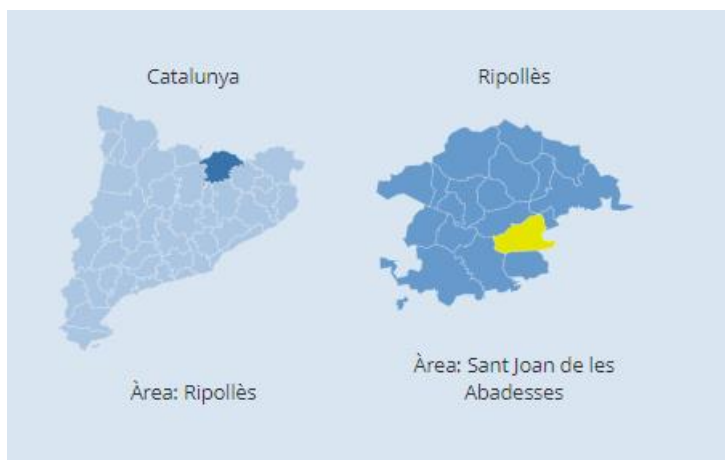 Catalunya
Ripollès
Àrea: Ripollès
Àrea: Sant Joan de les
Abadesses